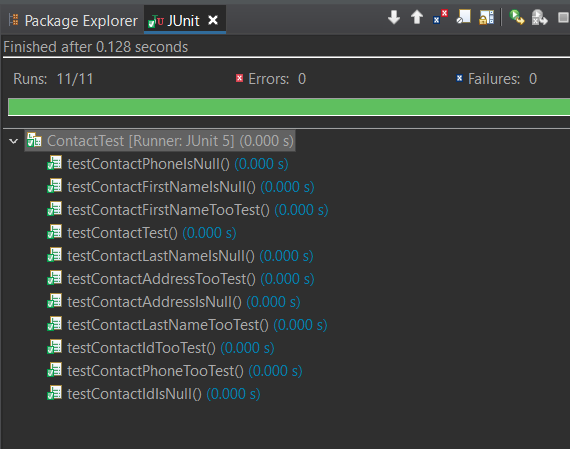 Package Explorer JUnit
Finished after 0.128 seconds
Runs: 11/11 Errors: 0 Failures: 0
ContactTest [Runner: JUnit 5] (0.000 s)
testContactPhoneIsNull() (0.000 s)
testContactFirstNameIsNull() (0.000 s)
testContactFirstNameTooTest() (0.000 s)
testContactTest() (0.000 s)
testContactLastNameIsNull() (0.000 s)
testContactAddressTooTest() (0.000 s)
testContactAddressIsNull() (0.000 s)
testContactLastNameTooTest() (0.000 s)
testContactIdTooTest() (0.000 s)
testContactPhoneTooTest() (0.000 s)
testContactIdIsNull() (0.000 s)